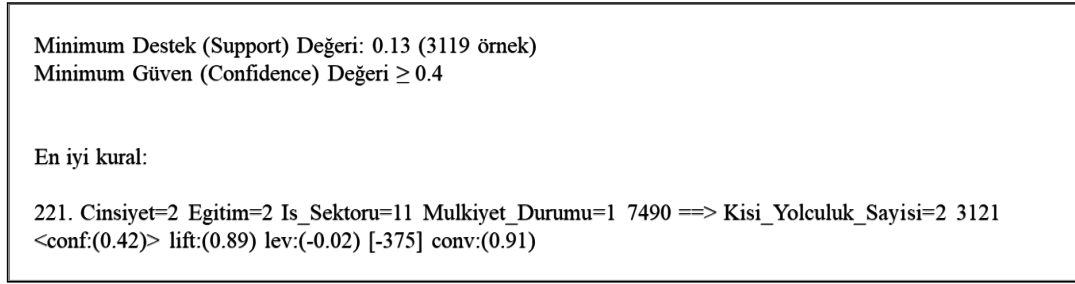 Minimum Destek (Support) Değeri: 0.13 (3119 örnek)
Minimum Güven (Confidence) Değeri ≥ 0.4
En iyi kural:
221. Cinsiyet=2 Egitim=2 Is_Sektoru=11 Mulkiyet_Durumu=1 7490 ==> Kisi_Yolculuk_Sayisi=2 3121
<conf:(0.42)> lift:(0.89) lev:(-0.02) [-375] conv:(0.91)